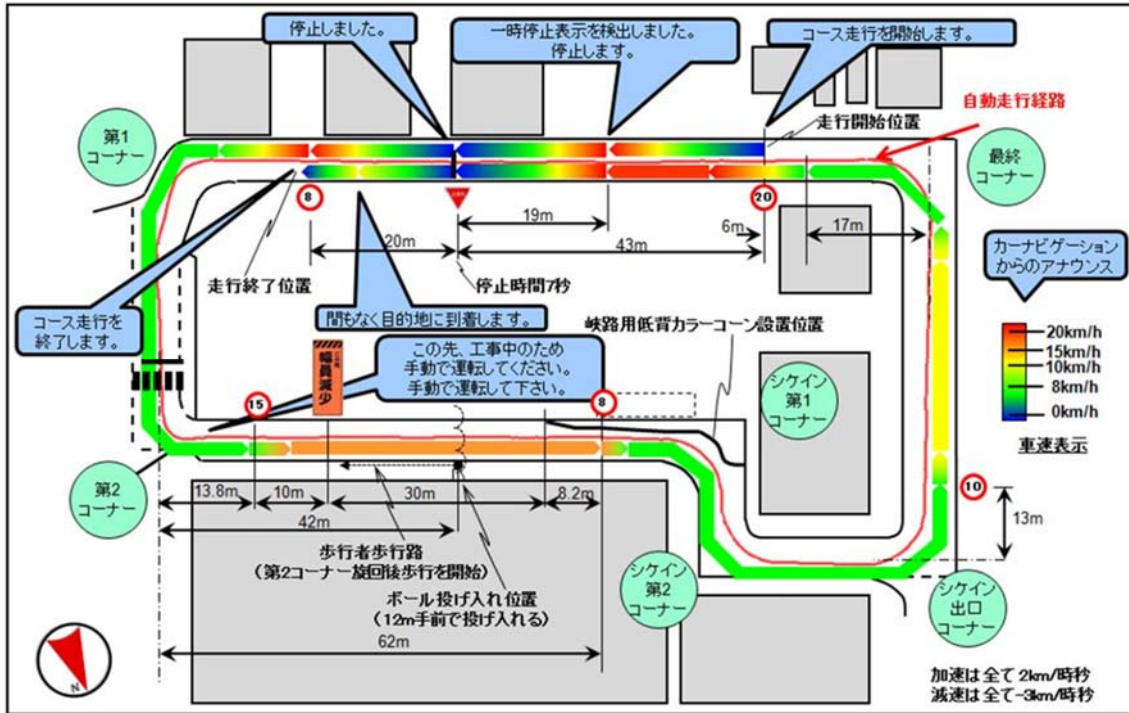 停止しました。
一時停止表示を検出しました。
停止します。
コース走行を開始します。
自動走行経路
走行開始位置
第1
コーナー
最終
コーナー
8
20
19m
6m
17m
20m
43m
カーナビゲーション
からのアナウンス
走行終了位置
停止時間7秒
コース走行を
終了します。
間もなく目的地に到着します。
峡路用低背カラーコーン設置位置
この先、工事中のため
手動で運転してください。
手動で運転して下さい。
幅員減少
20km/h
15km/h
10km/h
8km/h
0km/h
車速表示
シケイン
第1
コーナー
15
8
第2
コーナー
13.8m
10m
30m
8.2m
10
13m
42m
歩行者歩行路
（第2コーナー旋回後歩行を開始）
シケイン
第2
コーナー
シケイン
出口
コーナー
ボール投げ入れ位置
（12m手前で投げ入れる）
62m
N
加速は全て2km/時秒
減速は全て-3km/時秒